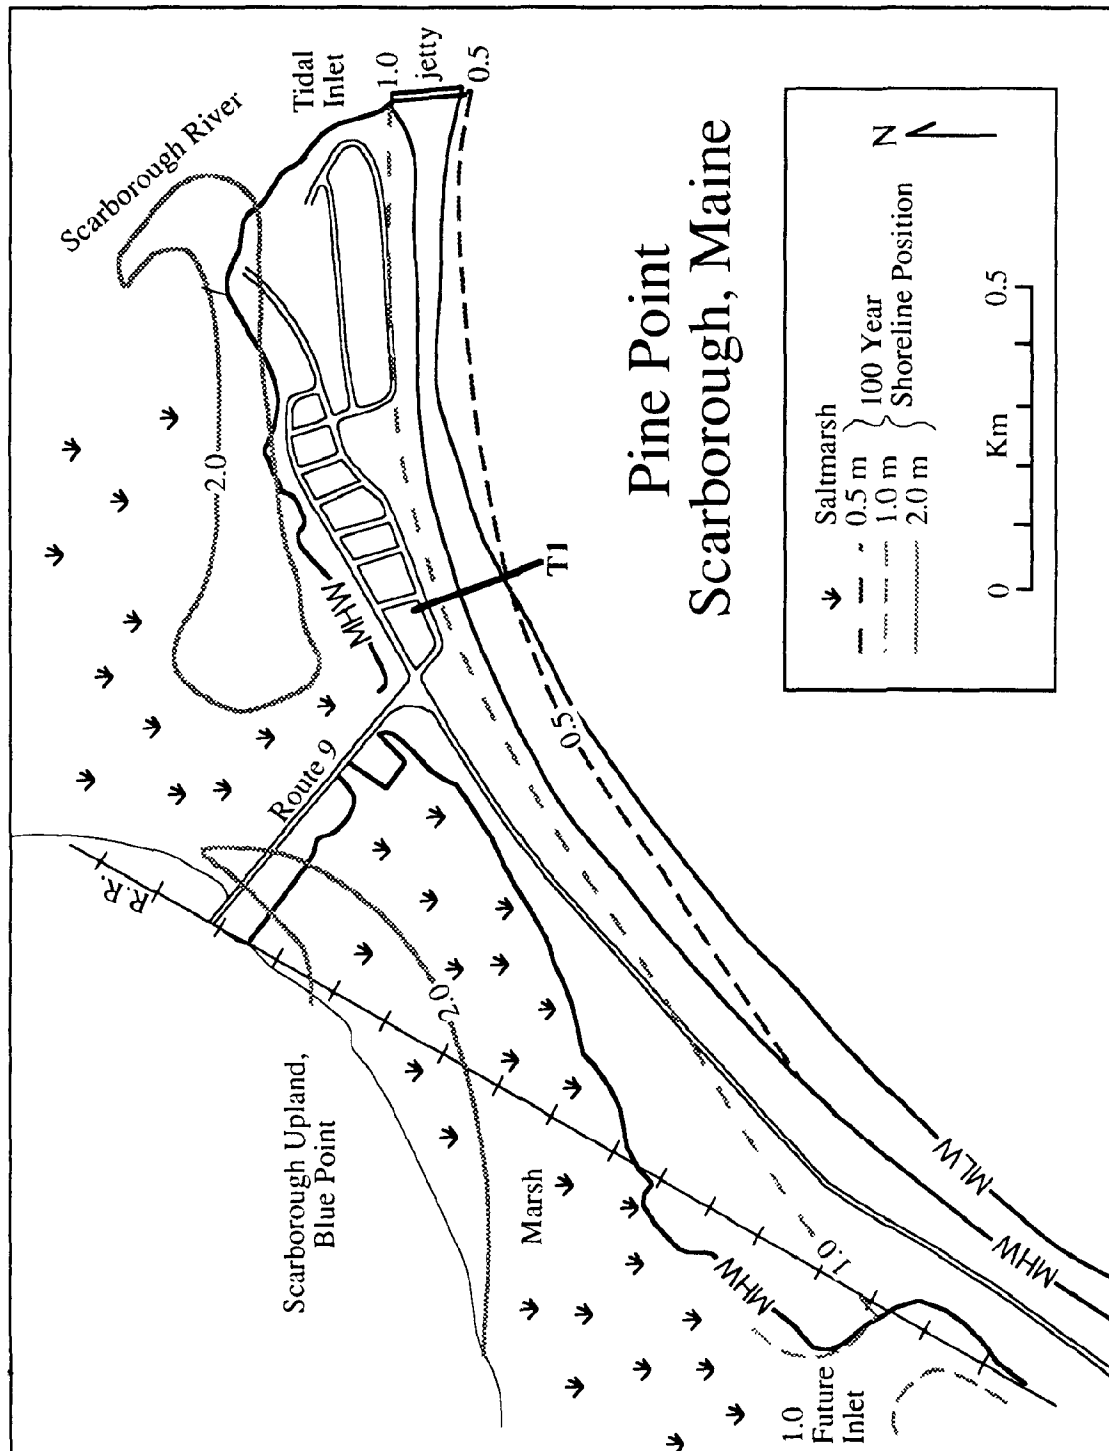 Scarborough River
Tidal
Inlet
1.0
jetty
0.5
2.0
MHW
T1
Route 9
R.R.
0.5
2.0
Scarborough Upland,
Blue Point
Marsh
1.0
MHW
MLW
MHW
1.0
Future
Inlet
Pine Point
Scarborough, Maine
Saltmarsh
0.5 m
1.0 m
2.0 m
100 Year
Shoreline Position
N
0
Km
0.5